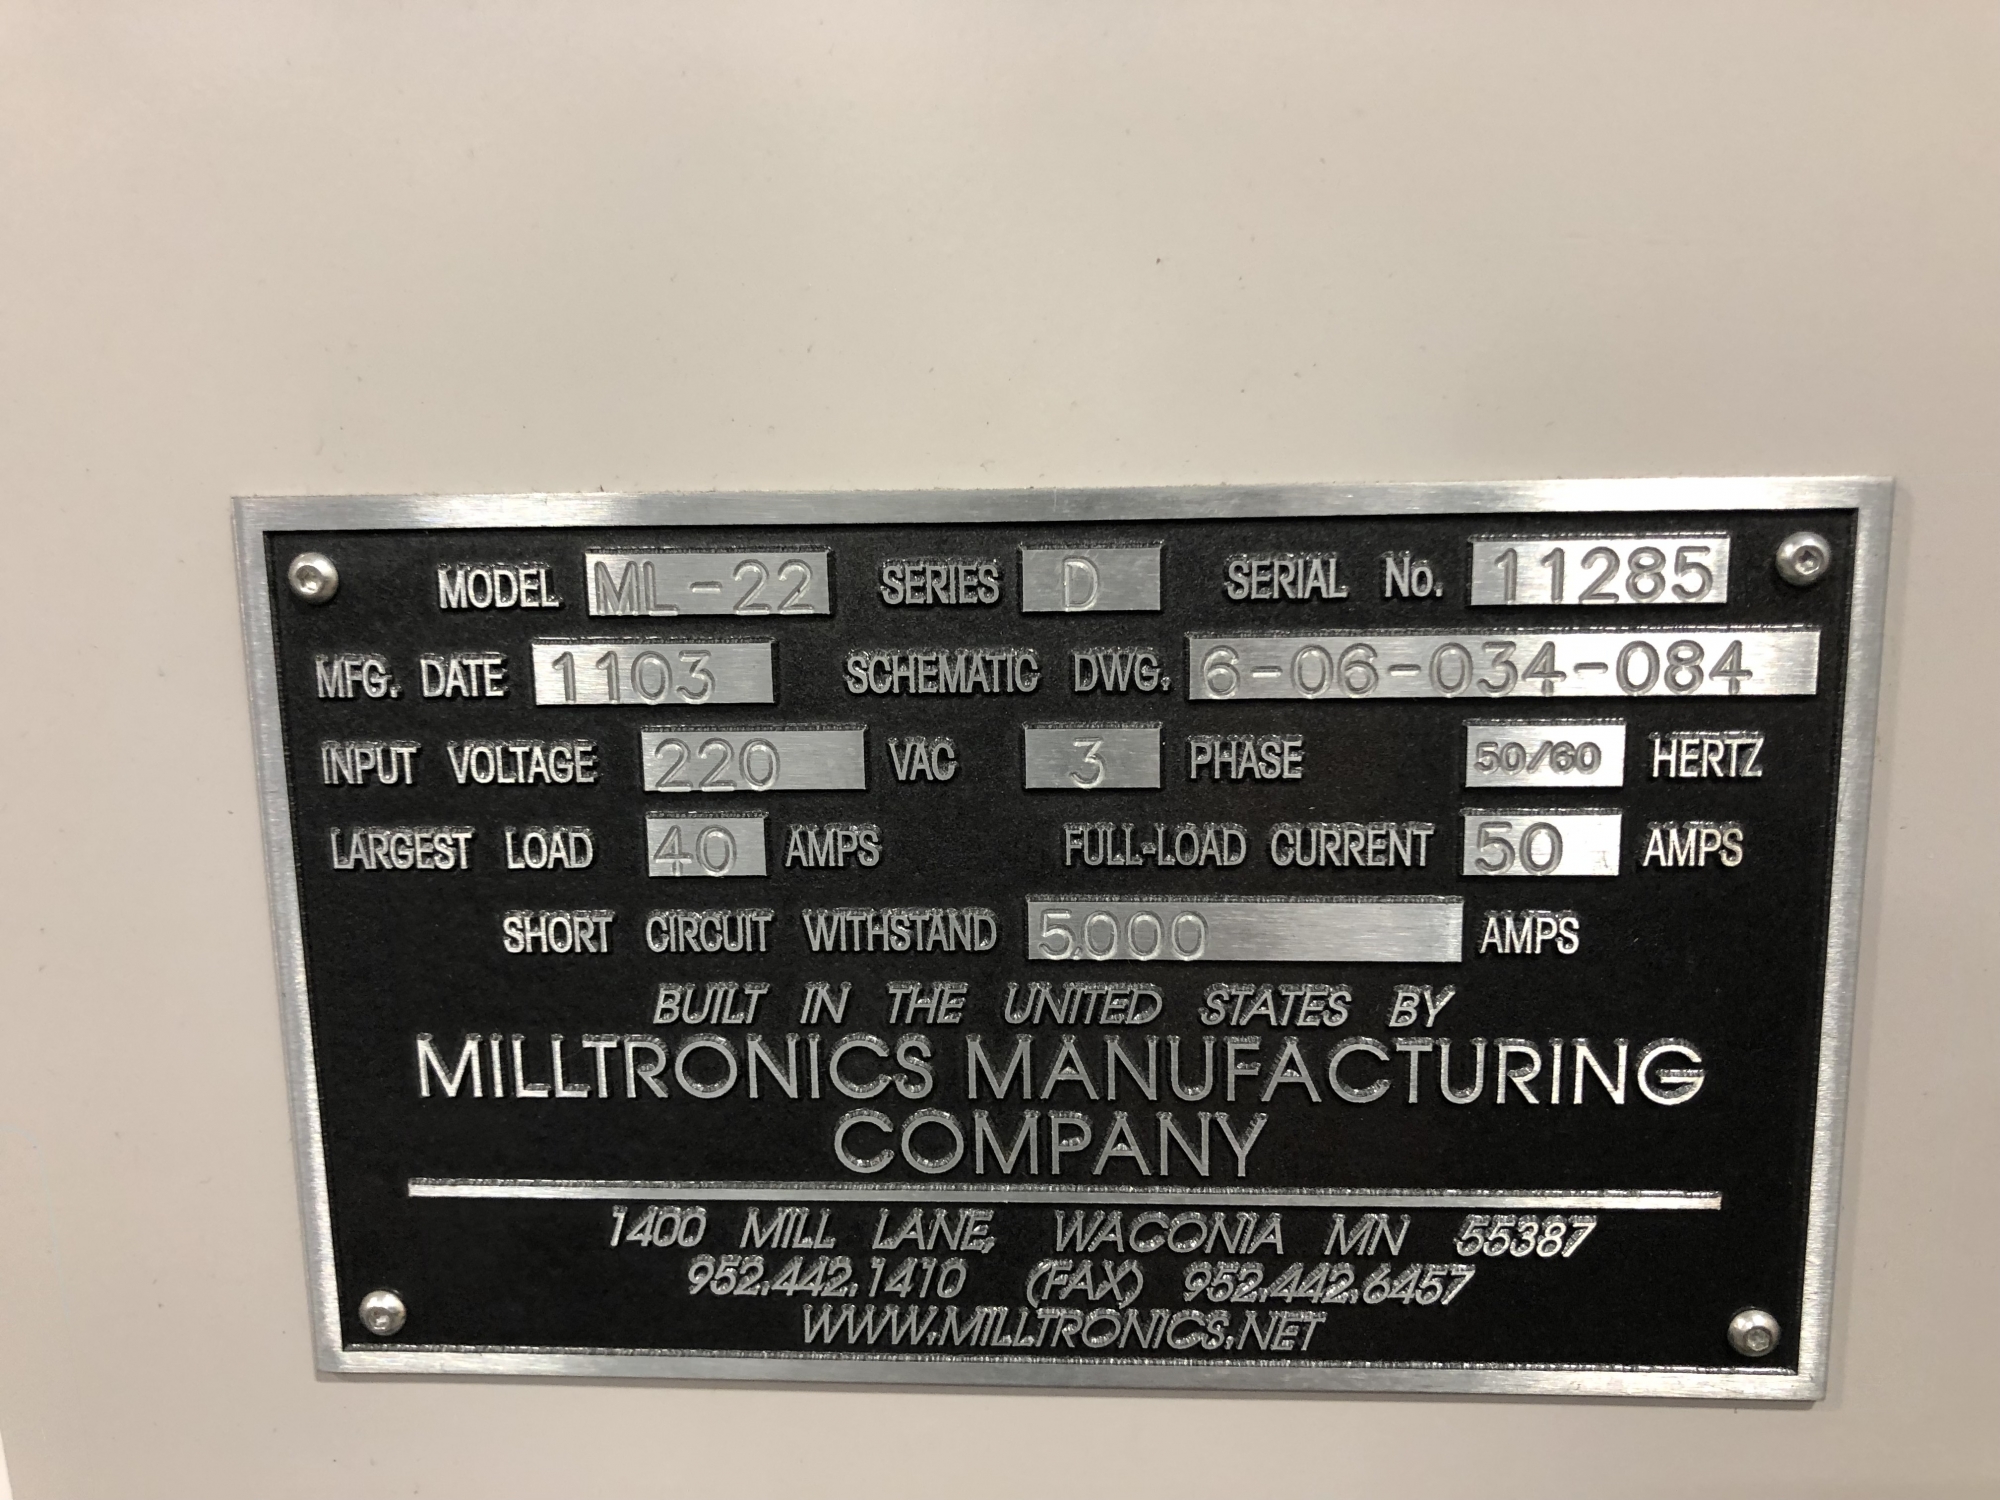 MODEL ML-22 SERIES D SERIAL No. 11285
MFG. DATE 1103 SCHEMATIC DWG. 6-06-034-084
INPUT VOLTAGE 220 VAC 3 PHASE 50/60 HERTZ
LARGEST LOAD 40 AMPS FULL-LOAD CURRENT 50 AMPS
SHORT CIRCUIT WITHSTAND 5,000 AMPS
BUILT IN THE UNITED STATES BY
MILLTRONICS MANUFACTURING
COMPANY
1400 MILL LANE, WACONIA MN 55387
952.442.1410 (FAX) 952.442.6457
WWW.MILLTRONICS.NET